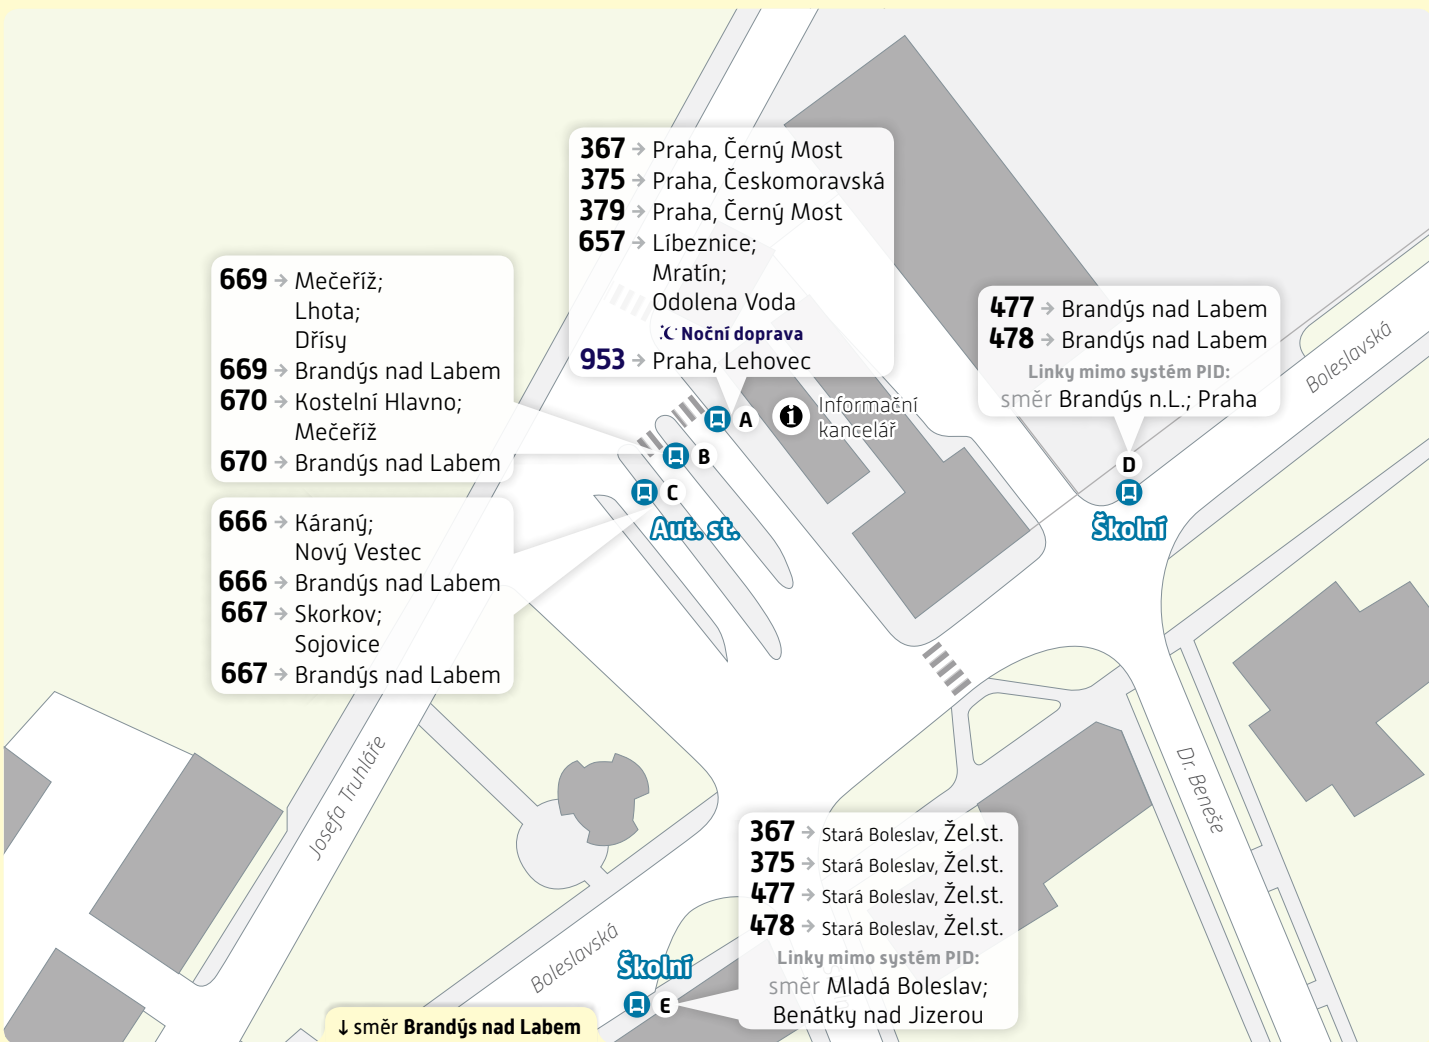 367 → Praha, Černý Most
375 → Praha, Českomoravská
379 → Praha, Černý Most
657 → Líbeznice;
Mratín;
Odolena Voda
Noční doprava
953 → Praha, Lehovec
669 → Mečeříž;
Lhota;
Dřísy
669 → Brandýs nad Labem
670 → Kostelní Hlavno;
Mečeříž
670 → Brandýs nad Labem
477 → Brandýs nad Labem
478 → Brandýs nad Labem
Linky mimo systém PID:
směr Brandýs n.L.; Praha
Boleslavská
A
Informační
kancelář
B
C
Aut. st.
D
Školní
666 → Káraný;
Nový Vestec
666 → Brandýs nad Labem
667 → Skorkov;
Sojovice
667 → Brandýs nad Labem
Josefa Truhláře
Dr. Beneše
367 → Stará Boleslav, Žel.st.
375 → Stará Boleslav, Žel.st.
477 → Stará Boleslav, Žel.st.
478 → Stará Boleslav, Žel.st.
Linky mimo systém PID:
směr Mladá Boleslav;
Benátky nad Jizerou
Boleslavská
Školní
E
↓ směr Brandýs nad Labem